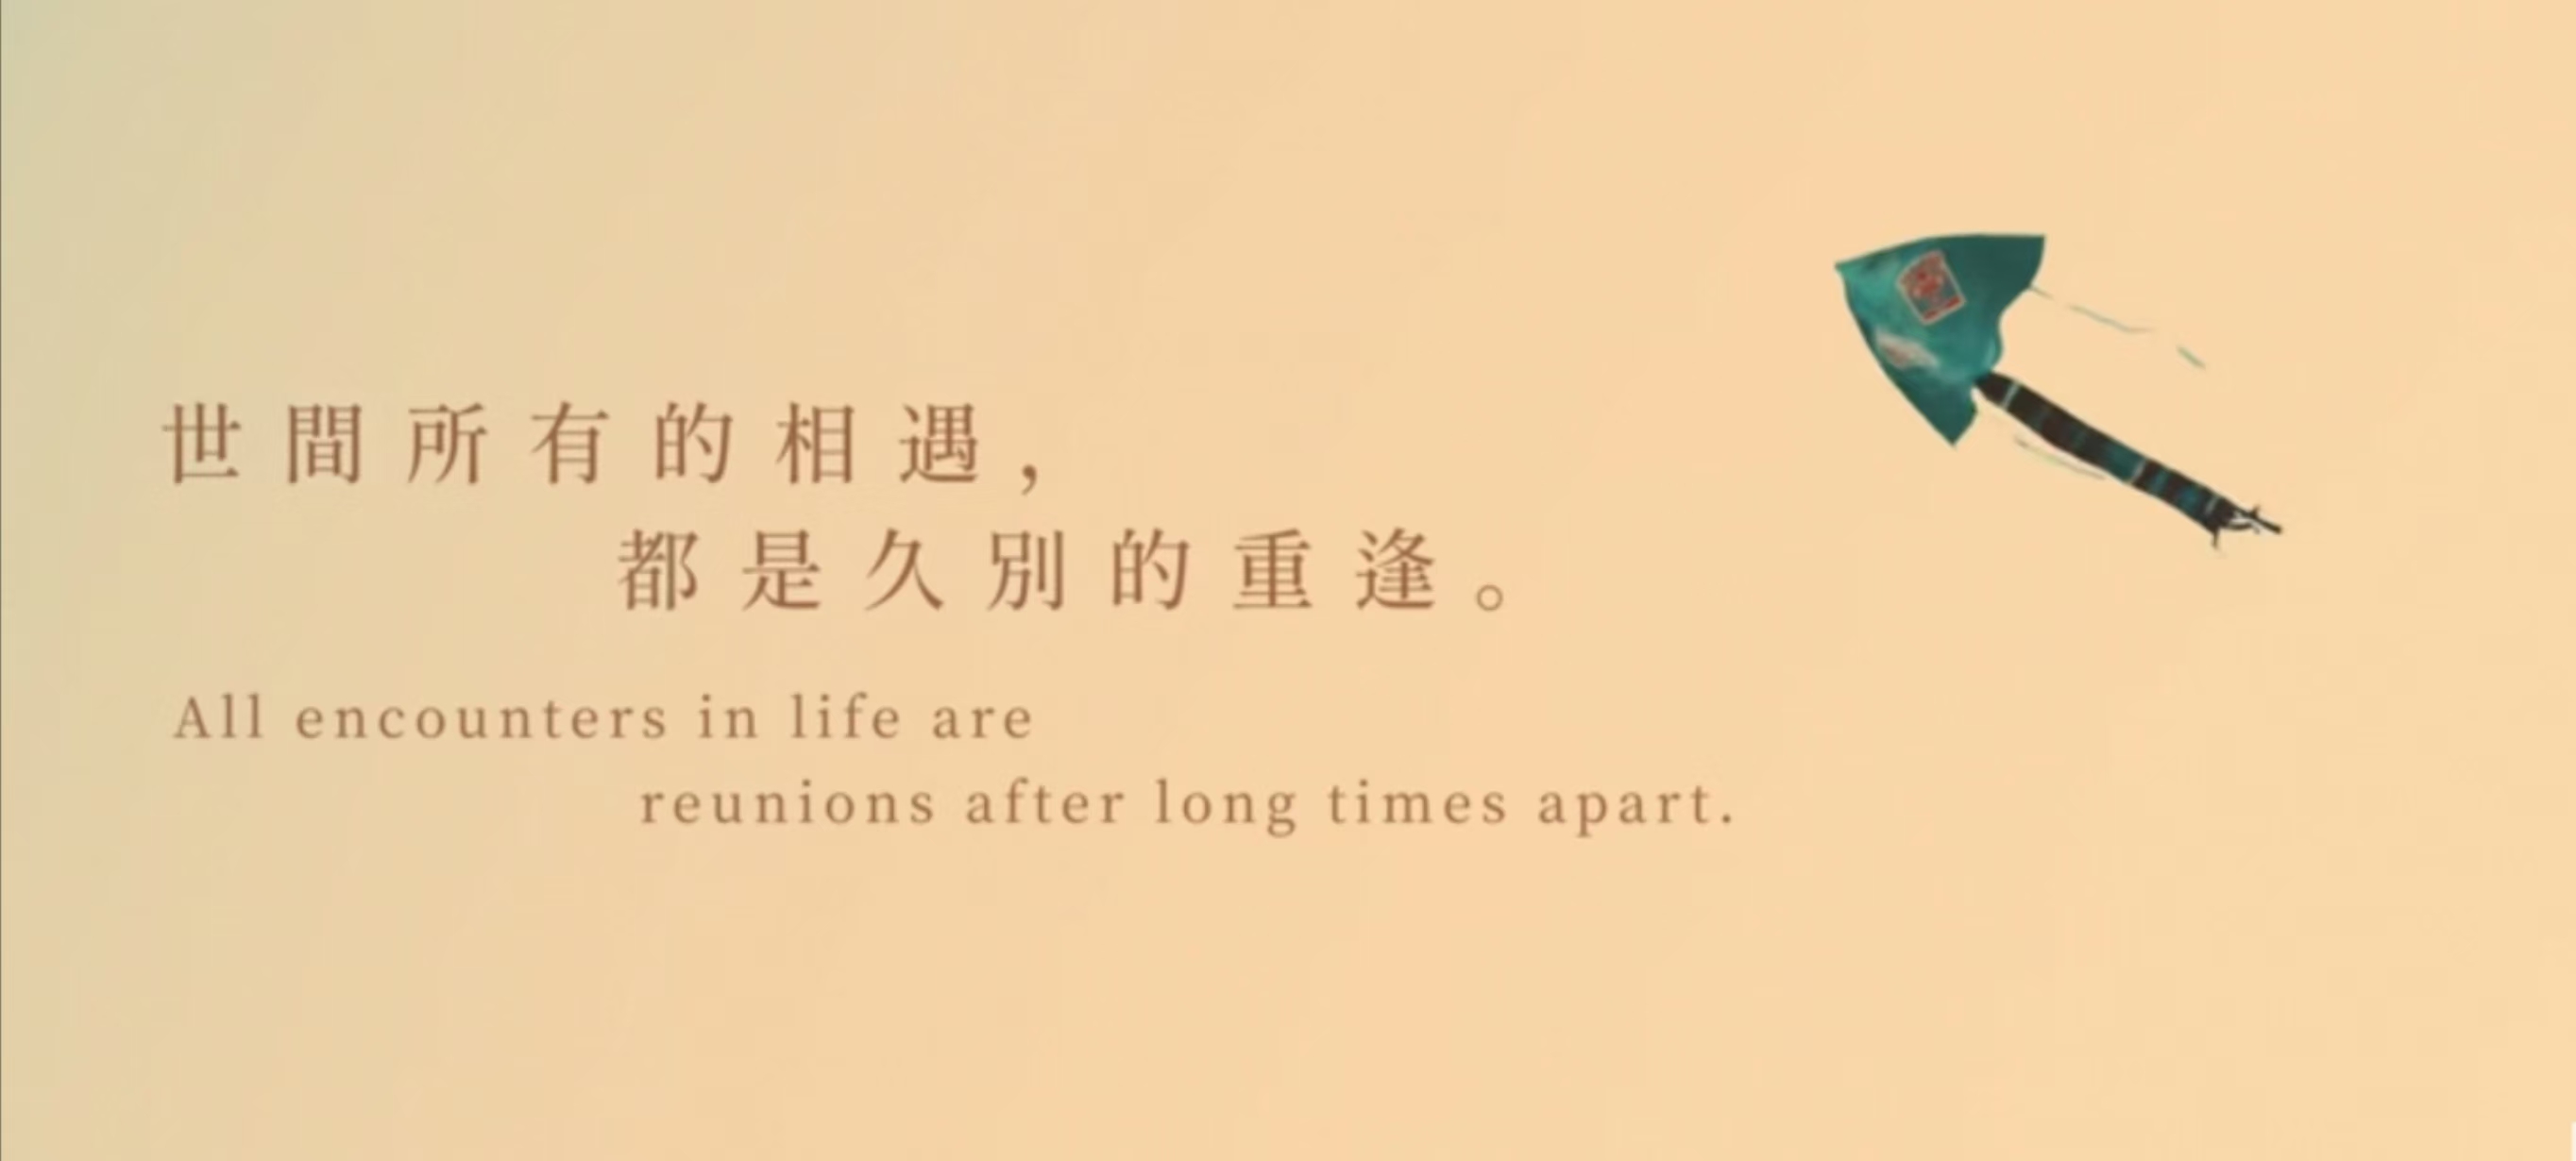 世間所有的相遇，
都是久別的重逢。
All encounters in life are
reunions after long times apart.